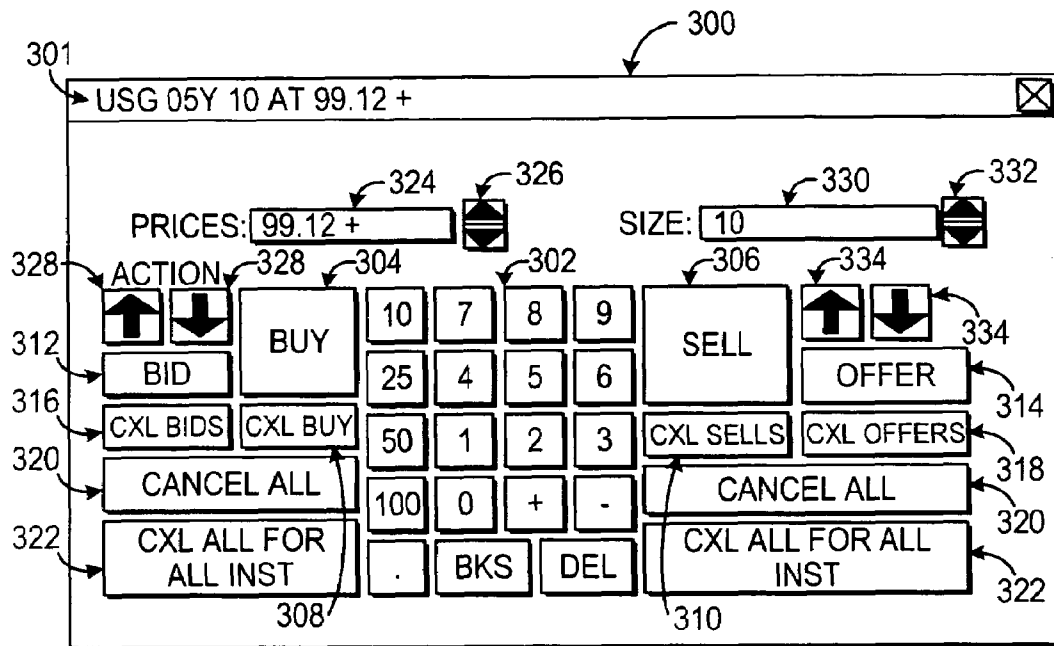 300
301
USG 05Y 10 AT 99.12 +
324 326 330 332
PRICES: 99.12 + SIZE: 10
328 ACTION 328 304 302 306 334
BUY 10 7 8 9 SELL 334
312 BID 25 4 5 6 OFFER 314
316 CXL BIDS CXL BUY 50 1 2 3 CXL SELLS CXL OFFERS 318
320 CANCEL ALL 100 0 + - CANCEL ALL 320
322 CXL ALL FOR ALL INST . BKS DEL CXL ALL FOR ALL INST 322
308 310